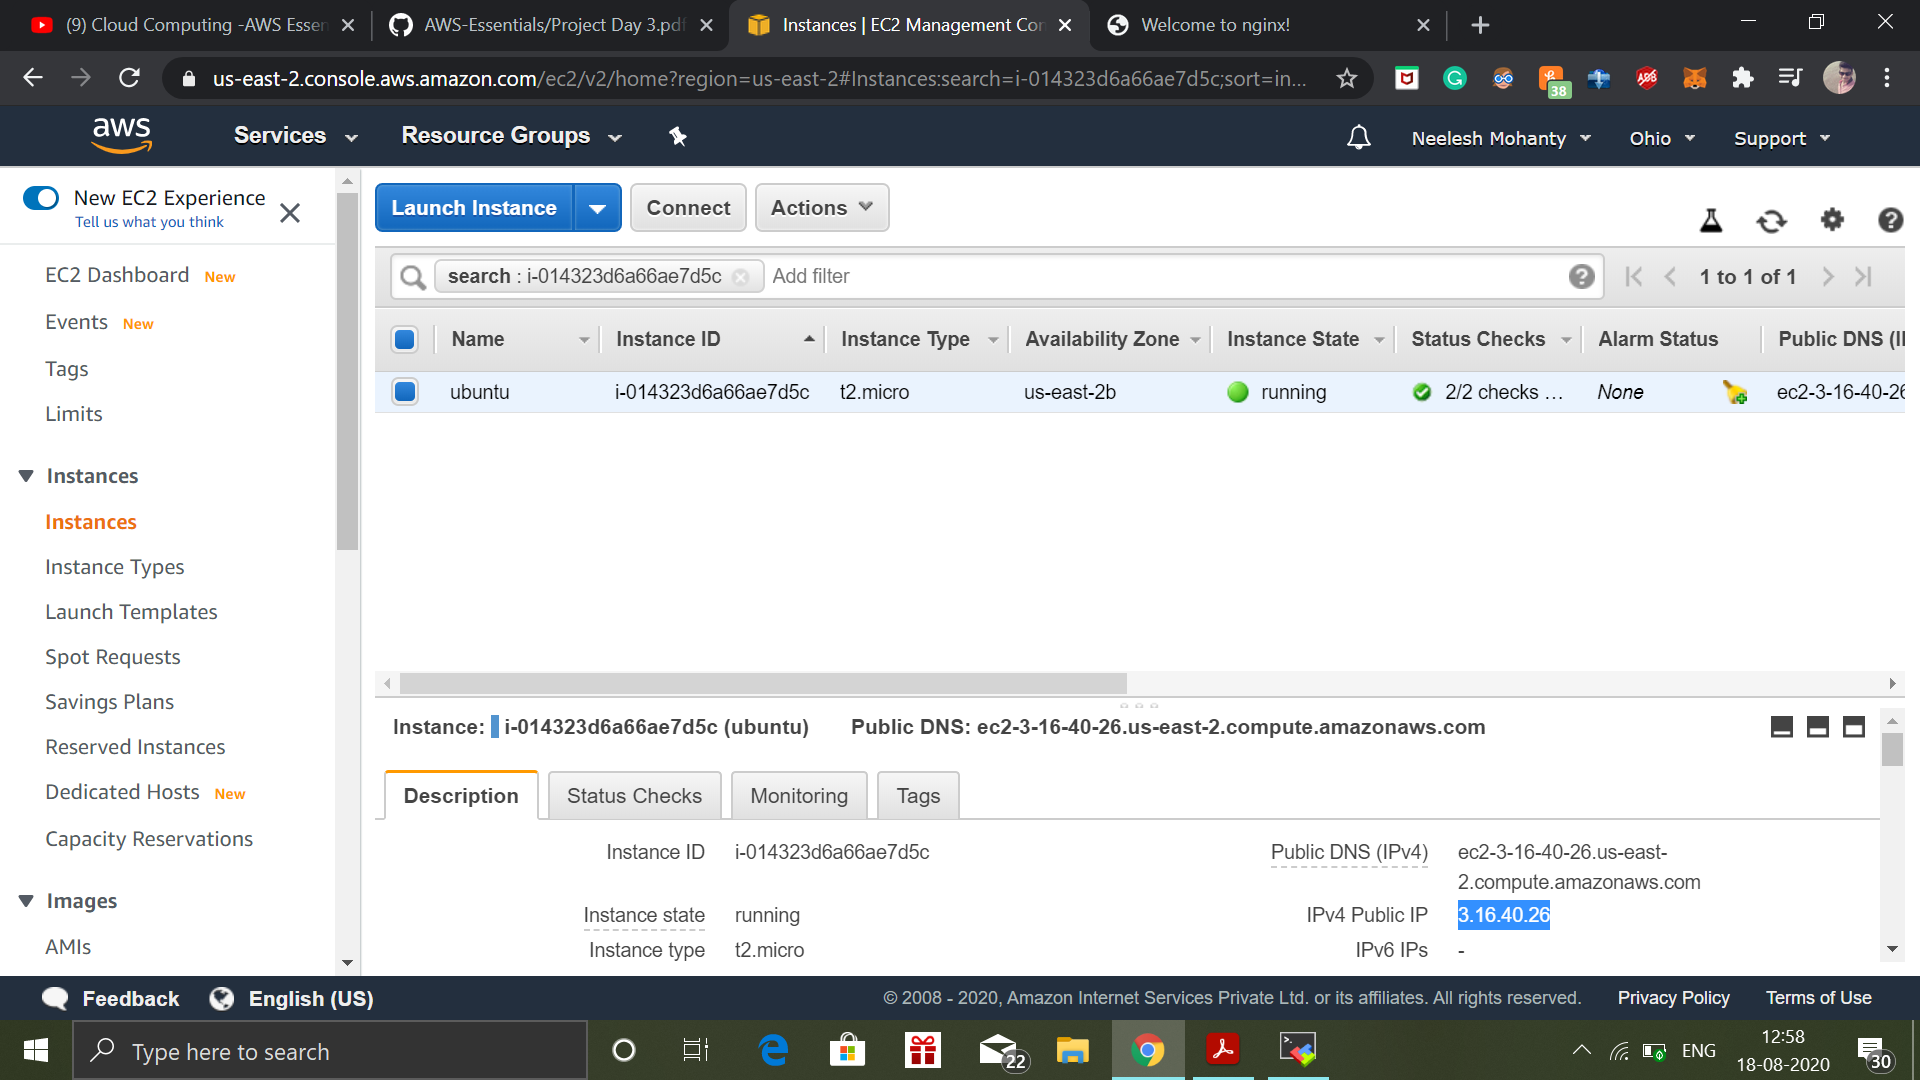 (9) Cloud Computing -AWS Essen
AWS-Essentials/Project Day 3.pdf
Instances | EC2 Management Con
Welcome to nginx!
us-east-2.console.aws.amazon.com/ec2/v2/home?region=us-east-2#Instances:search=i-014323d6a66ae7d5c;sort=in...
38
aws
Services
Resource Groups
Neelesh Mohanty
Ohio
Support
New EC2 Experience
Tell us what you think
EC2 Dashboard New
Events New
Tags
Limits
Instances
Instances
Instance Types
Launch Templates
Spot Requests
Savings Plans
Reserved Instances
Dedicated Hosts New
Capacity Reservations
Images
AMIs
Launch Instance
Connect
Actions
search : i-014323d6a66ae7d5c
Add filter
1 to 1 of 1
Name Instance ID Instance Type Availability Zone Instance State Status Checks Alarm Status Public DNS (I
ubuntu i-014323d6a66ae7d5c t2.micro us-east-2b running 2/2 checks ... None ec2-3-16-40-26
Instance: i-014323d6a66ae7d5c (ubuntu) Public DNS: ec2-3-16-40-26.us-east-2.compute.amazonaws.com
Description Status Checks Monitoring Tags
Instance ID i-014323d6a66ae7d5c
Public DNS (IPv4) ec2-3-16-40-26.us-east-
2.compute.amazonaws.com
Instance state running
IPv4 Public IP 3.16.40.26
Instance type t2.micro
IPv6 IPs -
Feedback
English (US)
© 2008 - 2020, Amazon Internet Services Private Ltd. or its affiliates. All rights reserved.
Privacy Policy
Terms of Use
Type here to search
22
ENG
12:58
18-08-2020
30